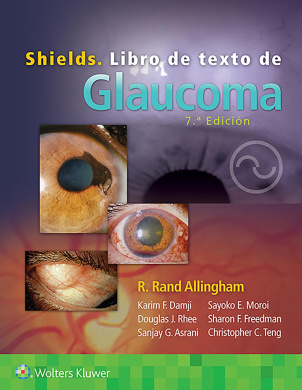 Shields. Libro de texto de
Glaucoma
7.ª Edición
R. Rand Allingham
Karim F. Damji
Sayoko E. Moroi
Douglas J. Rhee
Sharon F. Freedman
Sanjay G. Asrani
Christopher C. Teng
Wolters Kluwer